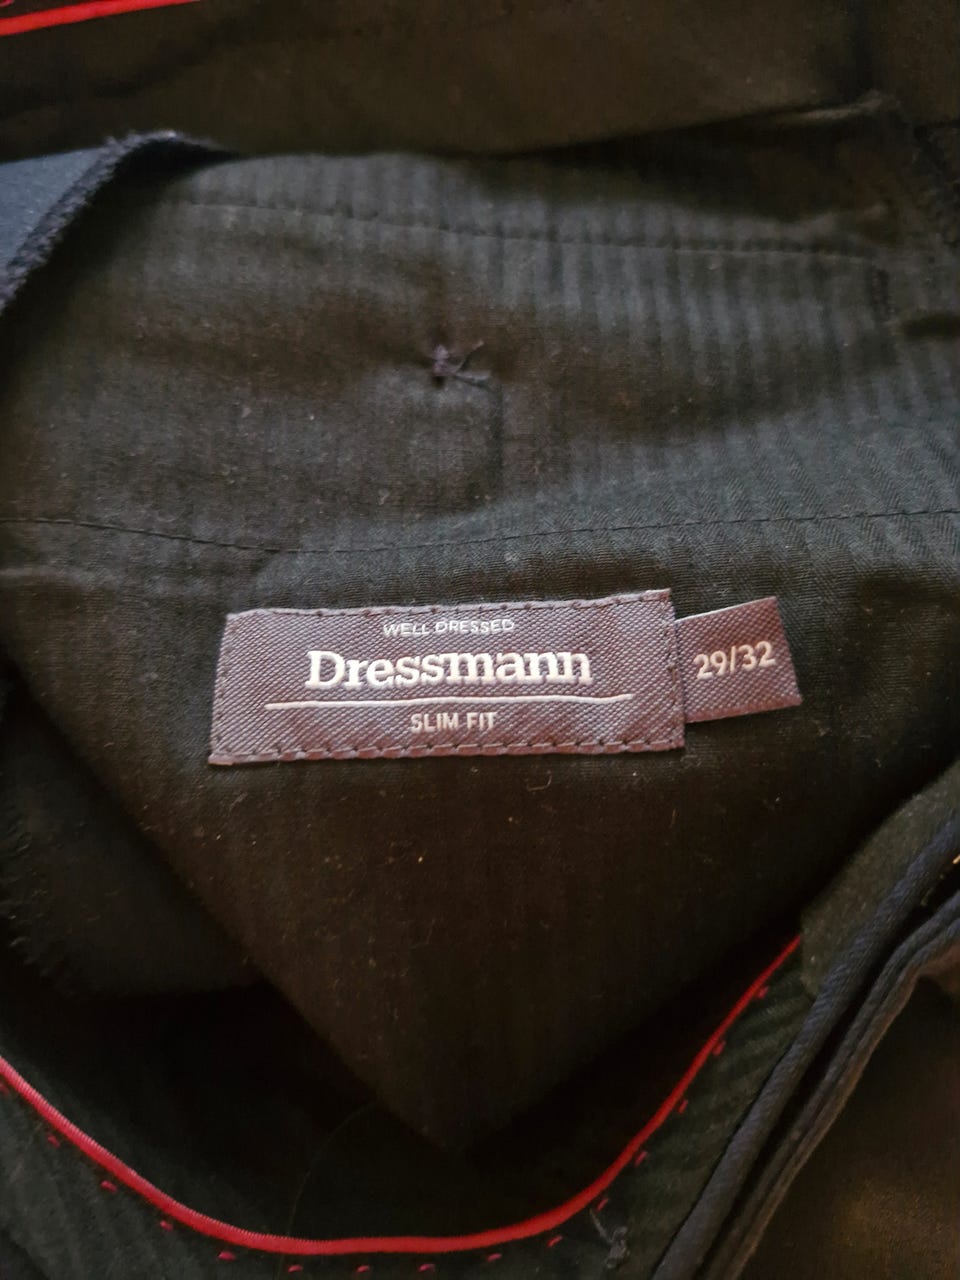 WELL DRESSED
Dressmann
SLIM FIT
29/32